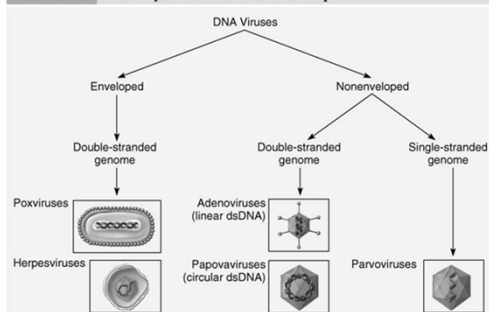 DNA Viruses
Enveloped
Nonenveloped
Double-stranded
genome
Double-stranded
genome
Single-stranded
genome
Poxviruses
Adenoviruses
(linear dsDNA)
Herpesviruses
Papovaviruses
(circular dsDNA)
Parvoviruses